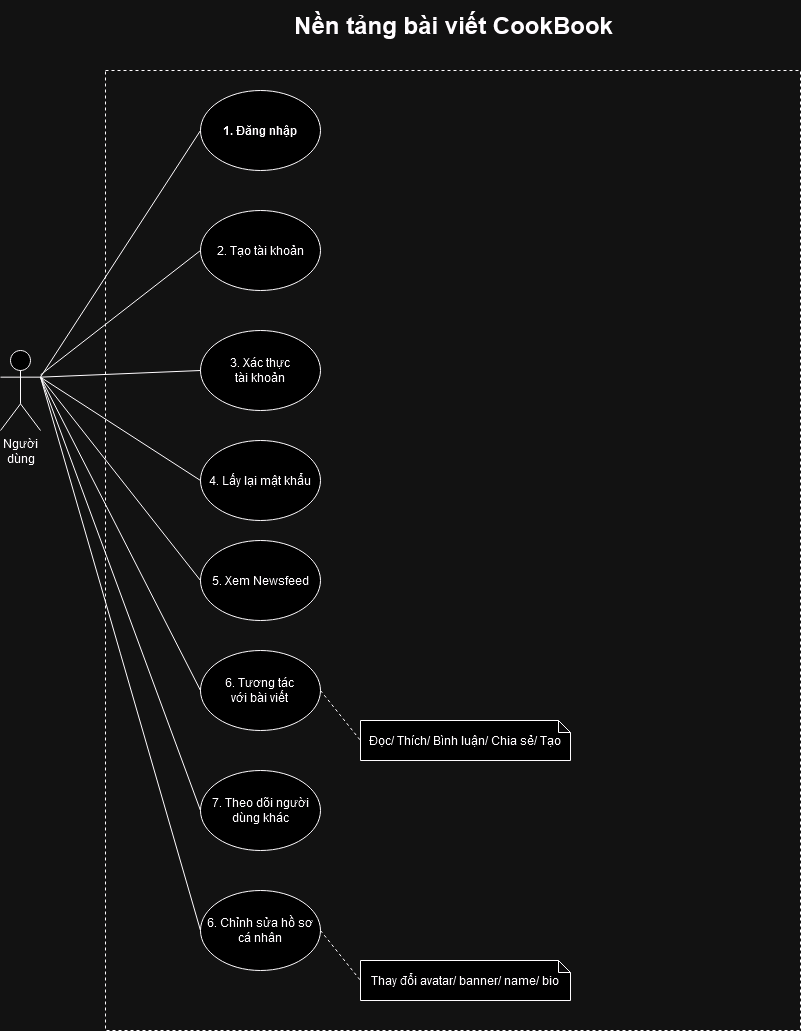 Nền tảng bài viết CookBook
1. Đăng nhập
2. Tạo tài khoản
3. Xác thực
tài khoản
Người
dùng
4. Lấy lại mật khẩu
5. Xem Newsfeed
6. Tương tác
với bài viết
Đọc/ Thích/ Bình luận/ Chia sẻ/ Tạo
7. Theo dõi người
dùng khác
6. Chỉnh sửa hồ sơ
cá nhân
Thay đổi avatar/ banner/ name/ bio